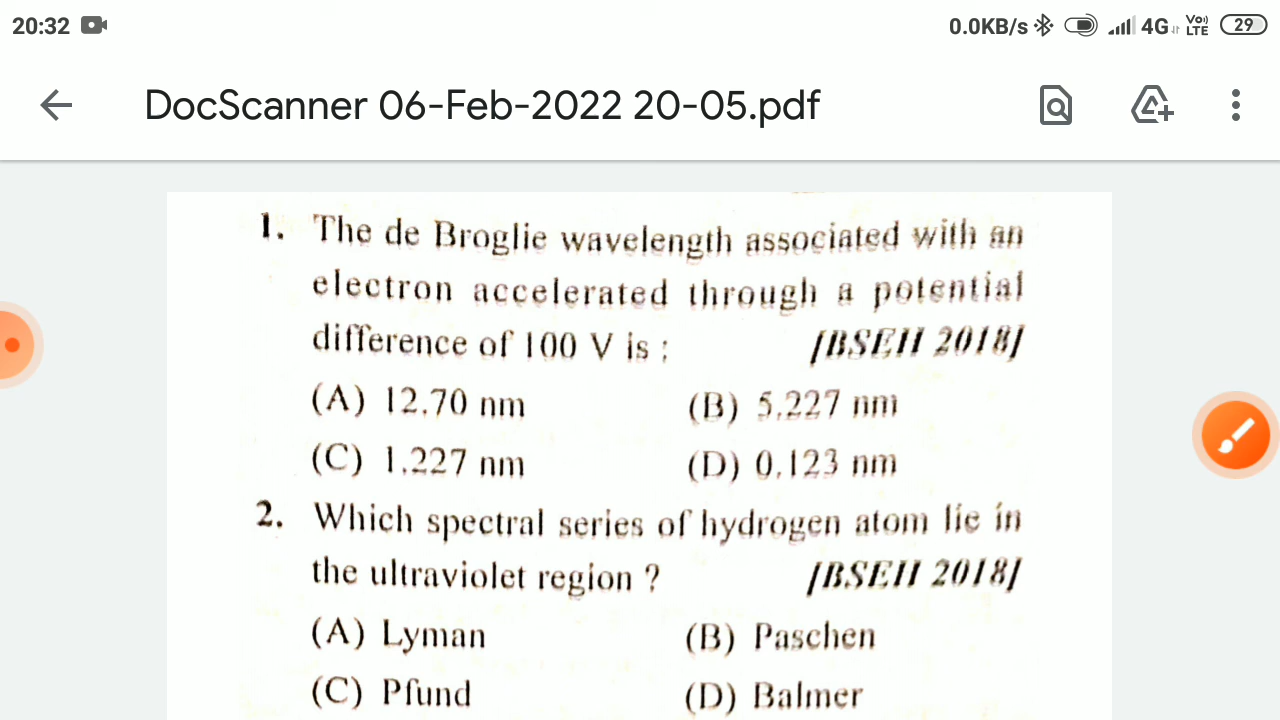 20:32 0.0KB/s 4G Vo) LTE 29
DocScanner 06-Feb-2022 20-05.pdf
1. The de Broglie wavelength associated with an
electron accelerated through a potential
difference of 100 V is : [BSEH 2018]
(A) 12.70 nm (B) 5.227 nm
(C) 1.227 nm (D) 0.123 nm
2. Which spectral series of hydrogen atom lie in
the ultraviolet region ? [BSEH 2018]
(A) Lyman (B) Paschen
(C) Pfund (D) Balmer